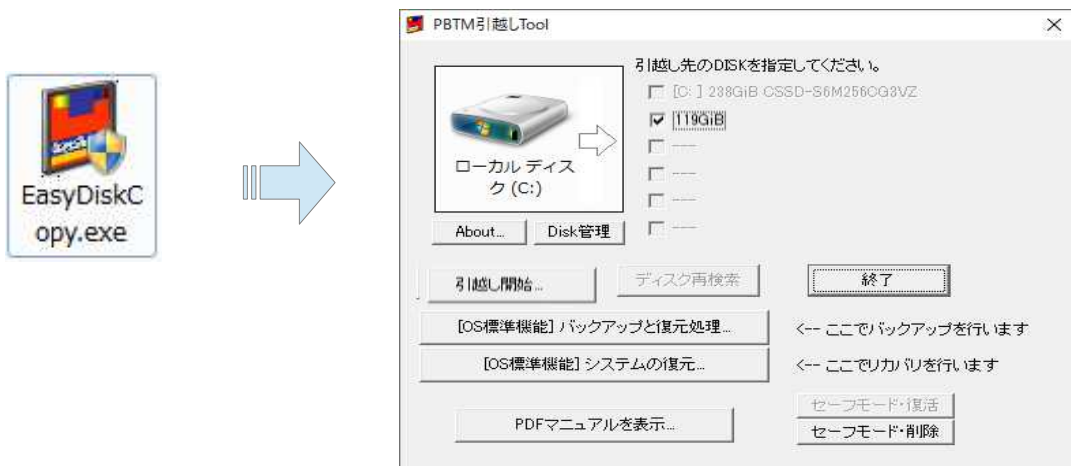 EasyDiskC
opy.exe
PBTM引越しTool
引越し先のDISKを指定してください。
[C: ] 238GiB CSSD-S6M256CG3VZ
119GiB
---
---
---
---
ローカル ディス
ク (C:)
About...
Disk管理
引越し開始...
ディスク再検索
終了
[OS標準機能] バックアップと復元処理...
<-- ここでバックアップを行います
[OS標準機能] システムの復元...
<-- ここでリカバリを行います
セーフモード・復活
PDFマニュアルを表示...
セーフモード・削除